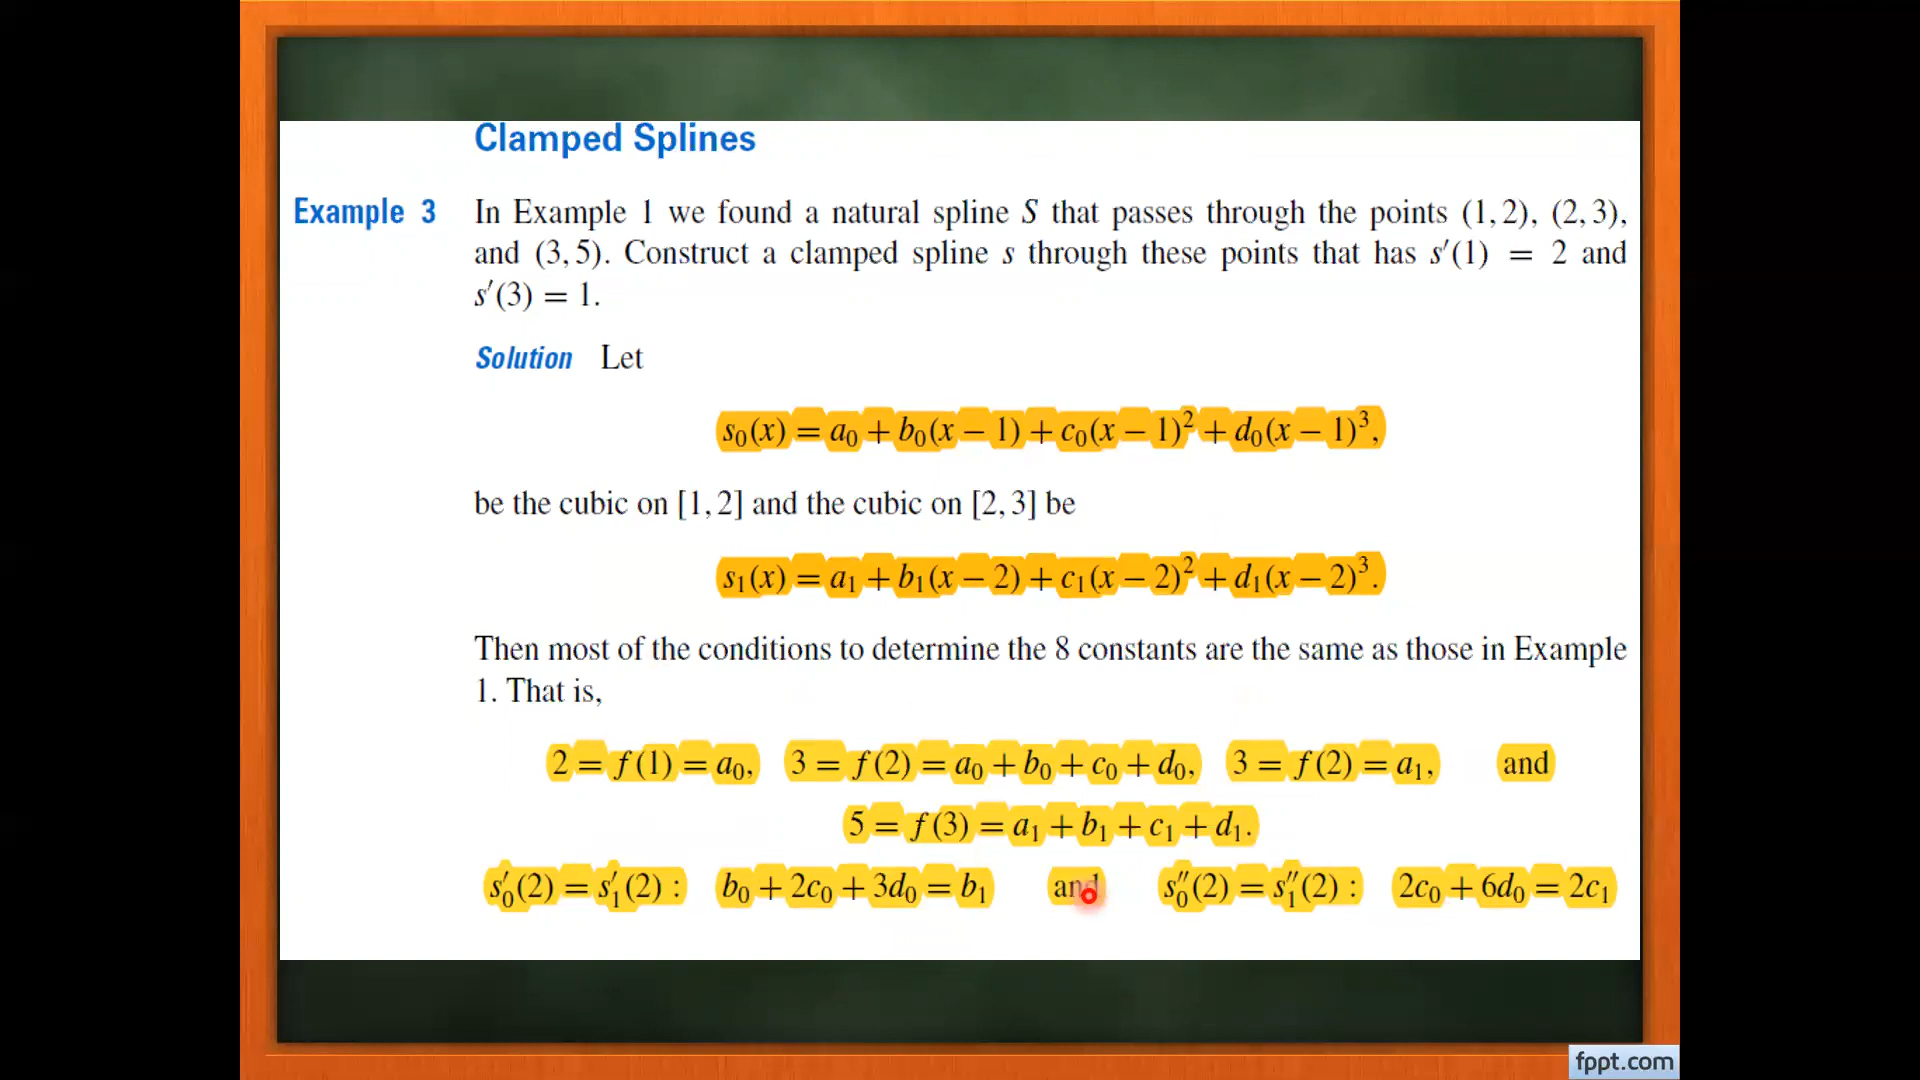 Clamped Splines
Example 3 In Example 1 we found a natural spline S that passes through the points (1, 2), (2, 3),
and (3, 5). Construct a clamped spline s through these points that has s′(1) = 2 and
s′(3) = 1.
Solution Let
s₀(x) = a₀ + b₀(x − 1) + c₀(x − 1)² + d₀(x − 1)³,
be the cubic on [1, 2] and the cubic on [2, 3] be
s₁(x) = a₁ + b₁(x − 2) + c₁(x − 2)² + d₁(x − 2)³.
Then most of the conditions to determine the 8 constants are the same as those in Example
1. That is,
2 = f(1) = a₀, 3 = f(2) = a₀ + b₀ + c₀ + d₀, 3 = f(2) = a₁, and
5 = f(3) = a₁ + b₁ + c₁ + d₁.
s₀′(2) = s₁′(2) : b₀ + 2c₀ + 3d₀ = b₁ and s₀″(2) = s₁″(2) : 2c₀ + 6d₀ = 2c₁
fppt.com